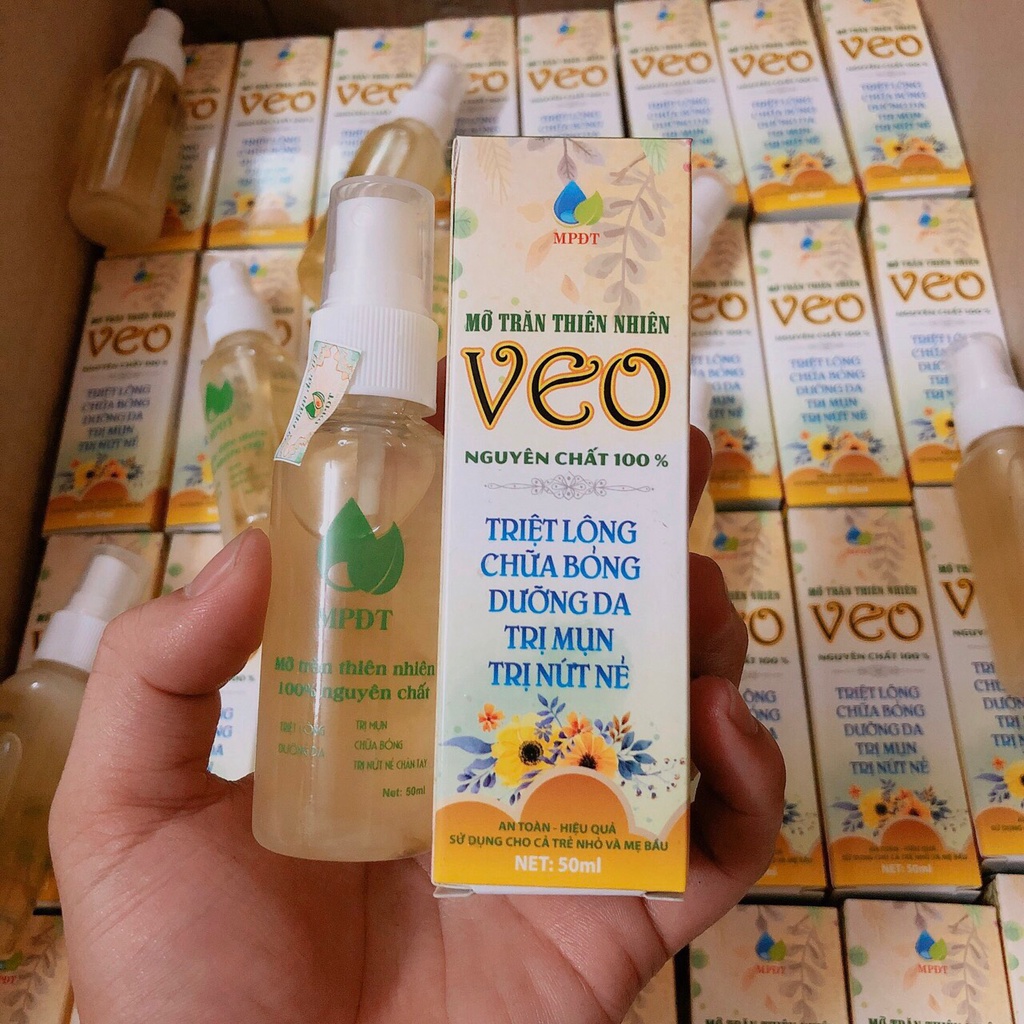 MPĐT
MỠ TRĂN THIÊN NHIÊN
VEO
NGUYÊN CHẤT 100 %
TRIỆT LÔNG
CHỮA BỎNG
DƯỠNG DA
TRỊ MỤN
TRỊ NỨT NẺ
AN TOÀN - HIỆU QUẢ
SỬ DỤNG CHO CẢ TRẺ NHỎ VÀ MẸ BẦU
NET: 50ml
MPĐT
Mỡ trăn thiên nhiên
100% nguyên chất
TRIỆT LÔNG TRỊ MỤN
DƯỠNG DA CHỮA BỎNG
TRỊ NỨT NẺ CHÂN TAY
Net: 50ml